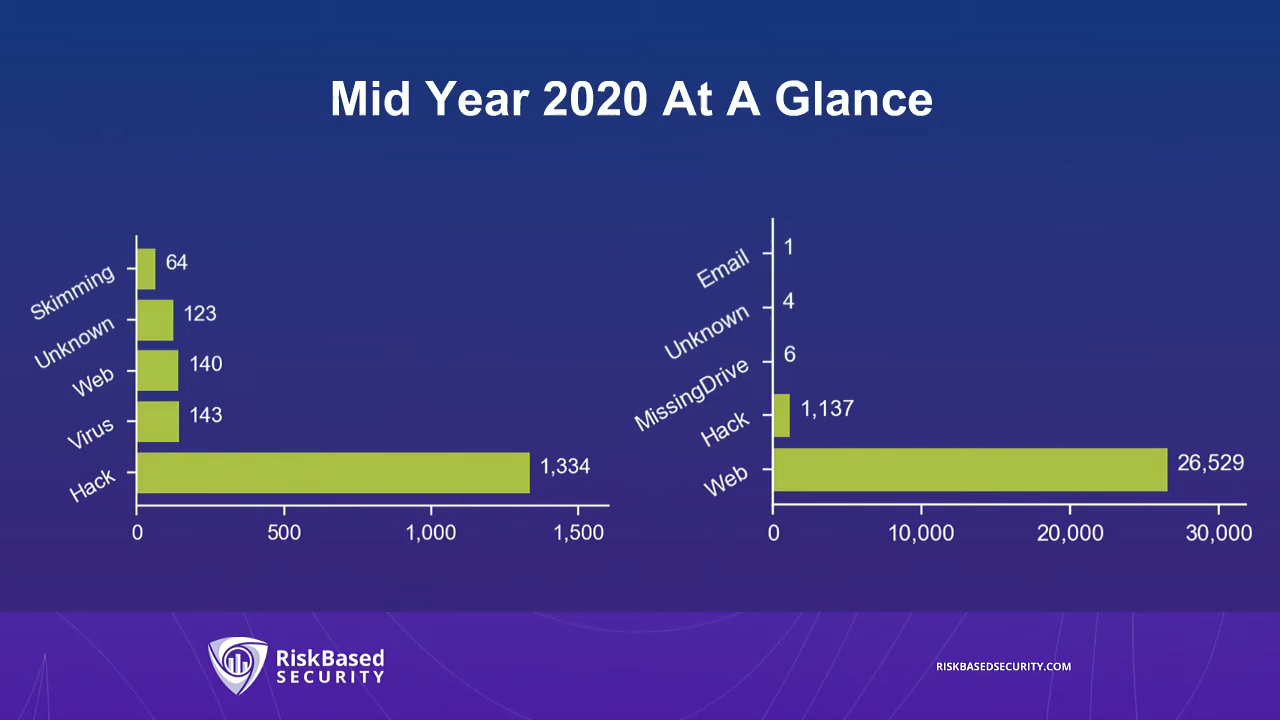 Mid Year 2020 At A Glance
Skimming 64
Unknown 123
Web 140
Virus 143
Hack 1,334
0 500 1,000 1,500
Email 1
Unknown 4
MissingDrive 6
Hack 1,137
Web 26,529
0 10,000 20,000 30,000
RiskBased
SECURITY
RISKBASEDSECURITY.COM